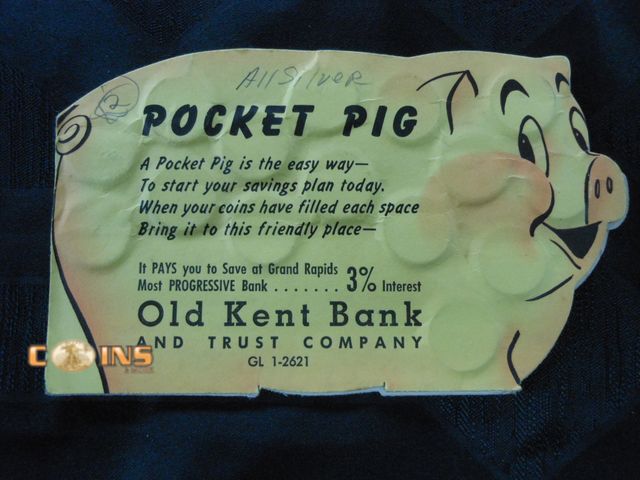 All Silver
2
POCKET PIG
A Pocket Pig is the easy way—
To start your savings plan today.
When your coins have filled each space
Bring it to this friendly place—
It PAYS you to Save at Grand Rapids
Most PROGRESSIVE Bank ....... 3% Interest
Old Kent Bank
AND TRUST COMPANY
GL 1-2621
COINS